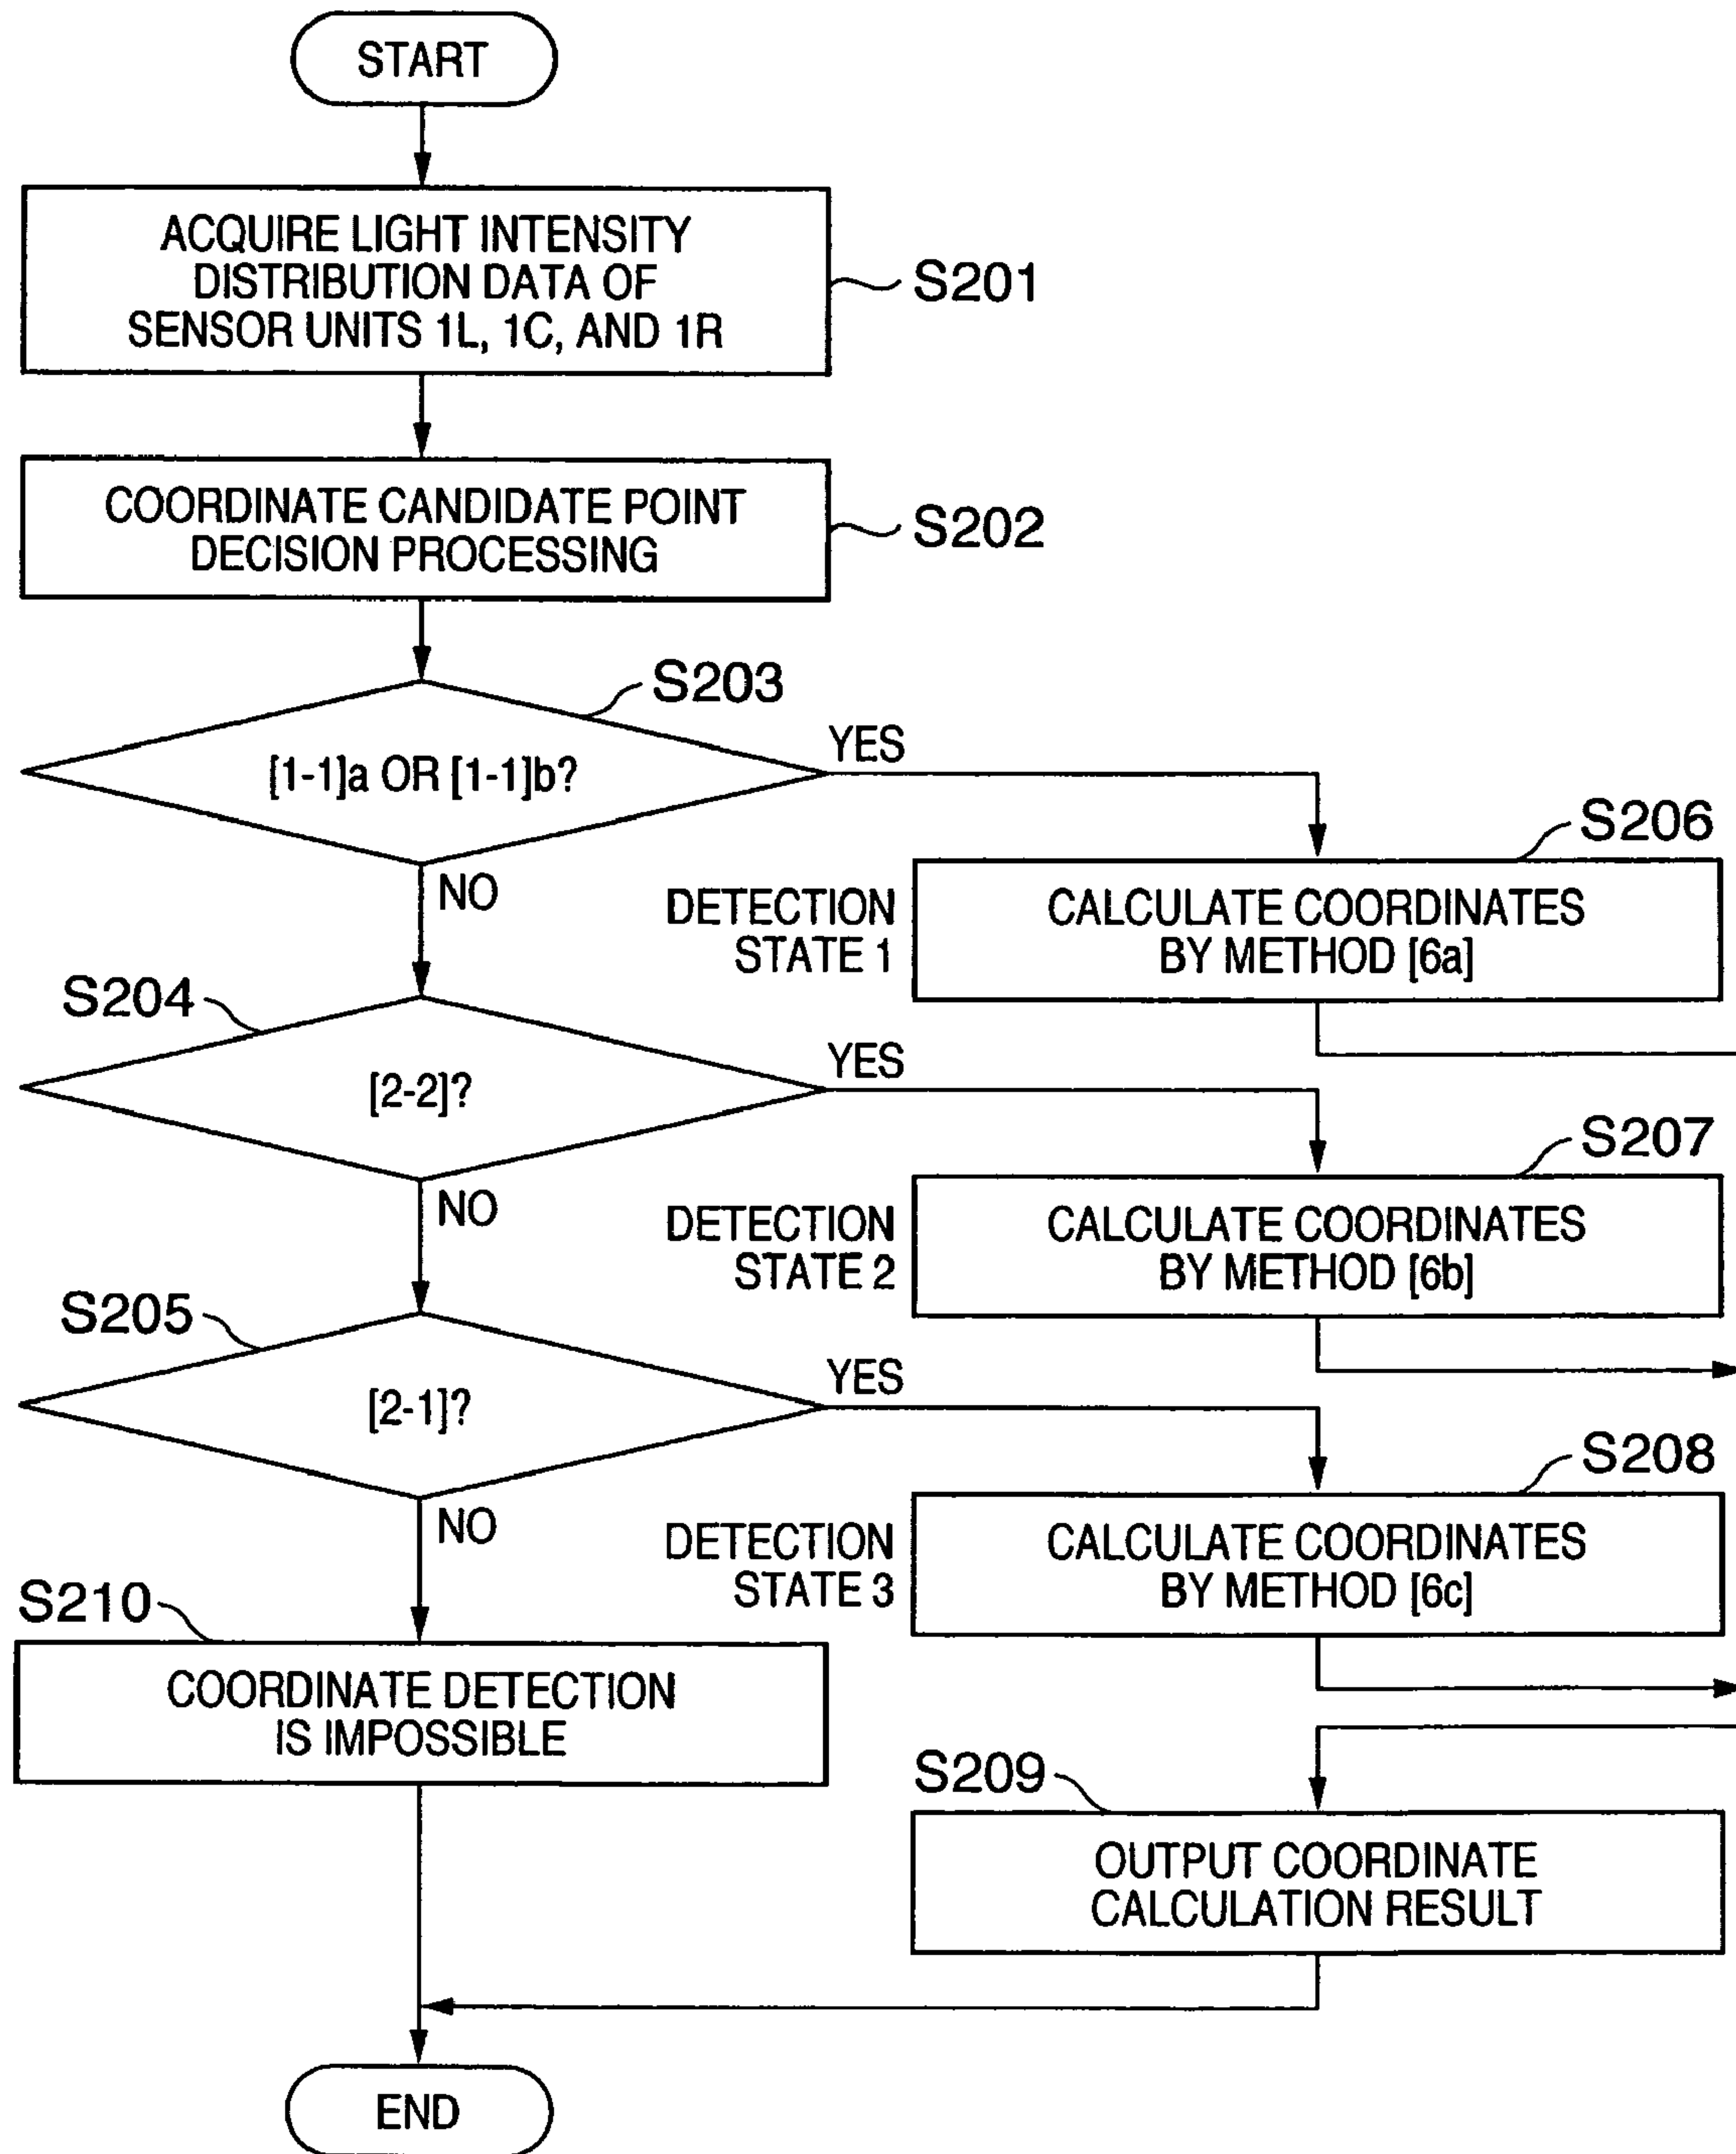 START
ACQUIRE LIGHT INTENSITY
DISTRIBUTION DATA OF
SENSOR UNITS 1L, 1C, AND 1R
S201
COORDINATE CANDIDATE POINT
DECISION PROCESSING
S202
S203
[1-1]a OR [1-1]b?
YES
NO
S206
DETECTION
STATE 1
CALCULATE COORDINATES
BY METHOD [6a]
S204
[2-2]?
YES
NO
S207
DETECTION
STATE 2
CALCULATE COORDINATES
BY METHOD [6b]
S205
[2-1]?
YES
NO
S208
DETECTION
STATE 3
CALCULATE COORDINATES
BY METHOD [6c]
S210
COORDINATE DETECTION
IS IMPOSSIBLE
S209
OUTPUT COORDINATE
CALCULATION RESULT
END